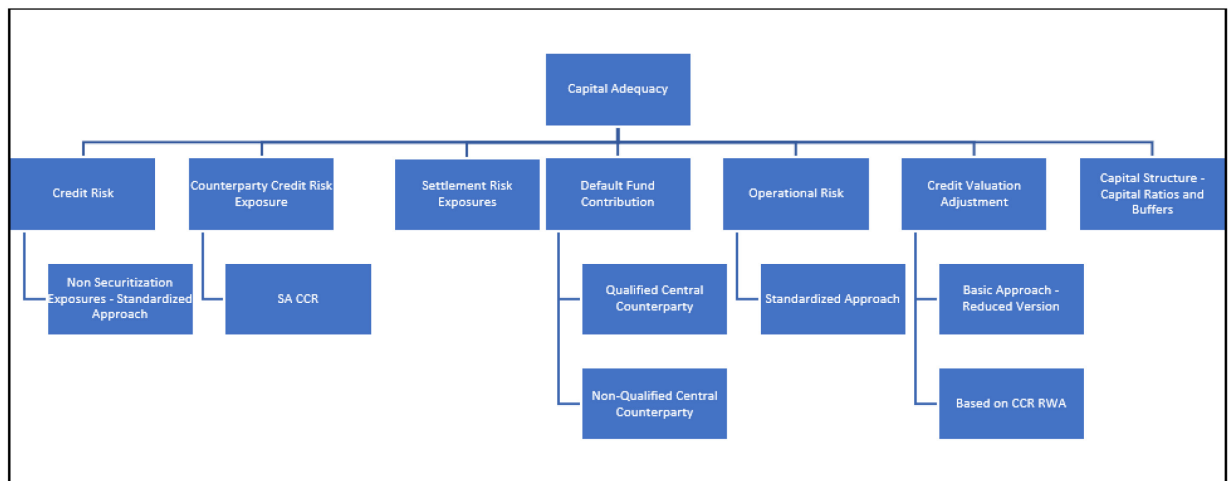 Capital Adequacy
Credit Risk
Counterparty Credit Risk
Exposure
Settlement Risk
Exposures
Default Fund
Contribution
Operational Risk
Credit Valuation
Adjustment
Capital Structure -
Capital Ratios and
Buffers
Non Securitization
Exposures - Standardized
Approach
SA CCR
Qualified Central
Counterparty
Standardized Approach
Basic Approach -
Reduced Version
Non-Qualified Central
Counterparty
Based on CCR RWA